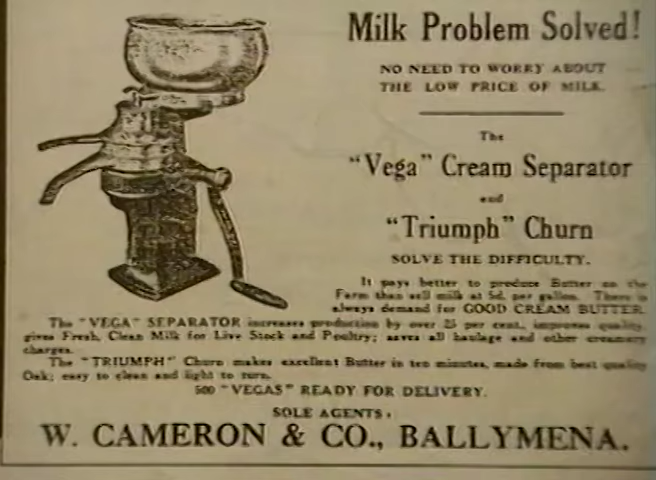 Milk Problem Solved!
NO NEED TO WORRY ABOUT
THE LOW PRICE OF MILK.
The
"Vega" Cream Separator
and
"Triumph" Churn
SOLVE THE DIFFICULTY.
It pays better to produce Butter on the
Farm than sell milk at 5d. per gallon. There is
always demand for GOOD CREAM BUTTER.
The "VEGA" SEPARATOR increases production by over 25 per cent., improves quality,
gives Fresh, Clean Milk for Live Stock and Poultry; saves all haulage and other creamery
charges.
The "TRIUMPH" Churn makes excellent Butter in ten minutes, made from best quality
Oak; easy to clean and light to turn.
500 "VEGAS" READY FOR DELIVERY.
SOLE AGENTS:
W. CAMERON & CO., BALLYMENA.